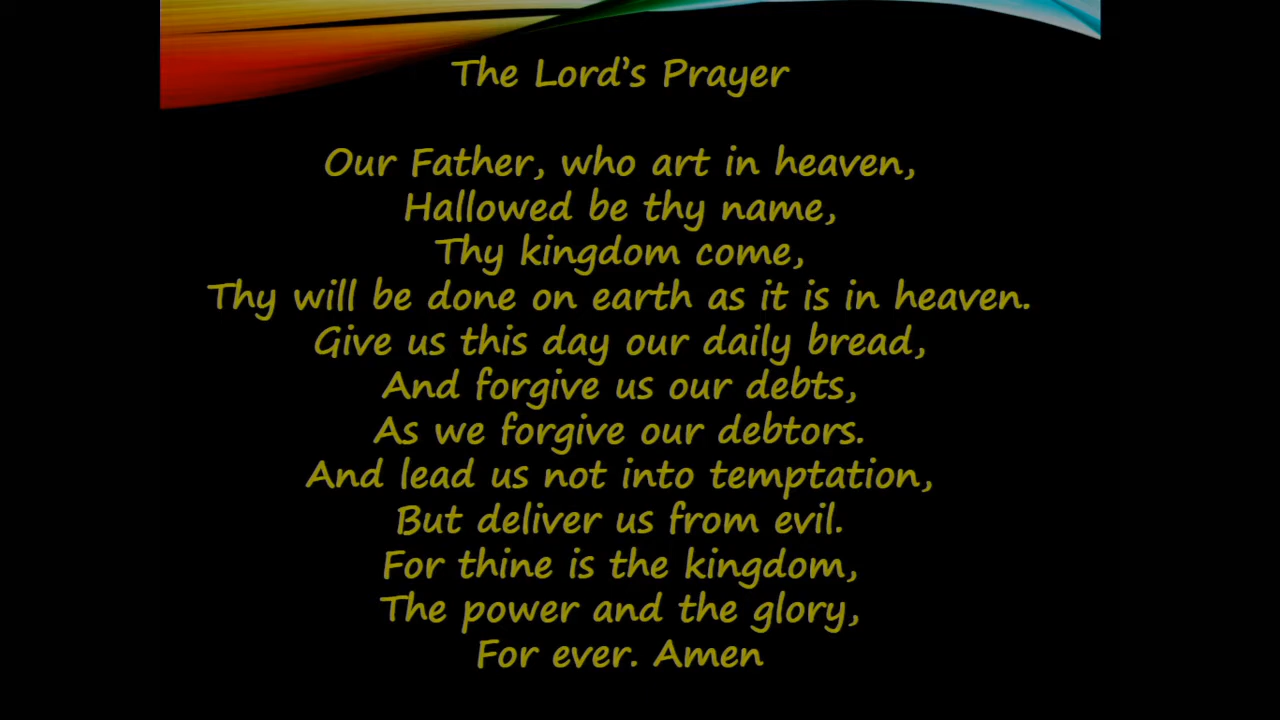 The Lord's Prayer
Our Father, who art in heaven,
Hallowed be thy name,
Thy kingdom come,
Thy will be done on earth as it is in heaven.
Give us this day our daily bread,
And forgive us our debts,
As we forgive our debtors.
And lead us not into temptation,
But deliver us from evil.
For thine is the kingdom,
The power and the glory,
For ever. Amen